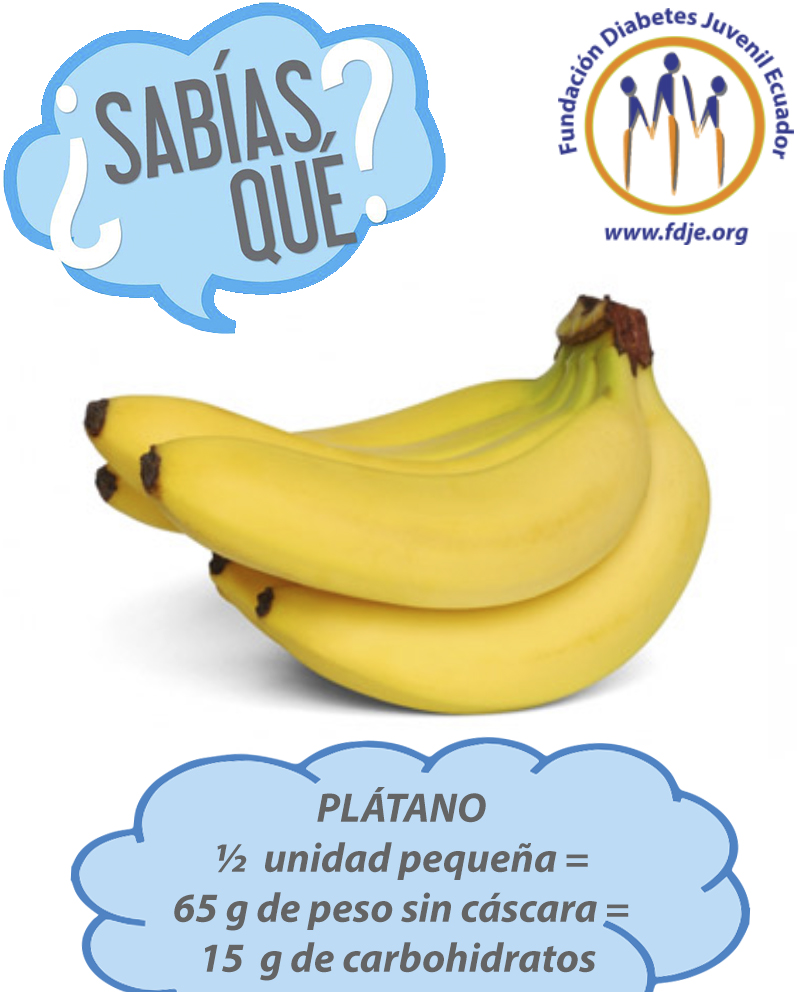 ¿SABÍAS
QUÉ?
Fundación Diabetes Juvenil Ecuador
www.fdje.org
PLÁTANO
½ unidad pequeña =
65 g de peso sin cáscara =
15 g de carbohidratos